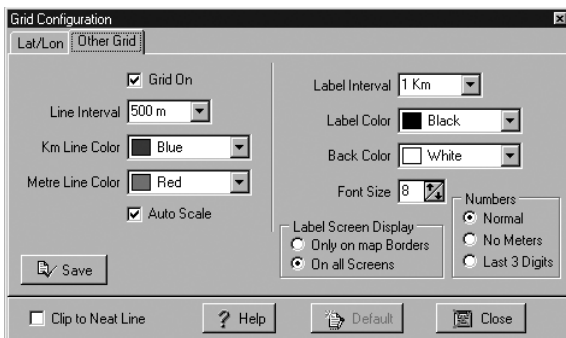 Grid Configuration
Lat/Lon
Other Grid
Grid On
Line Interval 500 m
Km Line Color Blue
Metre Line Color Red
Auto Scale
Save
Label Interval 1 Km
Label Color Black
Back Color White
Font Size 8
Label Screen Display
Only on map Borders
On all Screens
Numbers
Normal
No Meters
Last 3 Digits
Clip to Neat Line
? Help
Default
Close